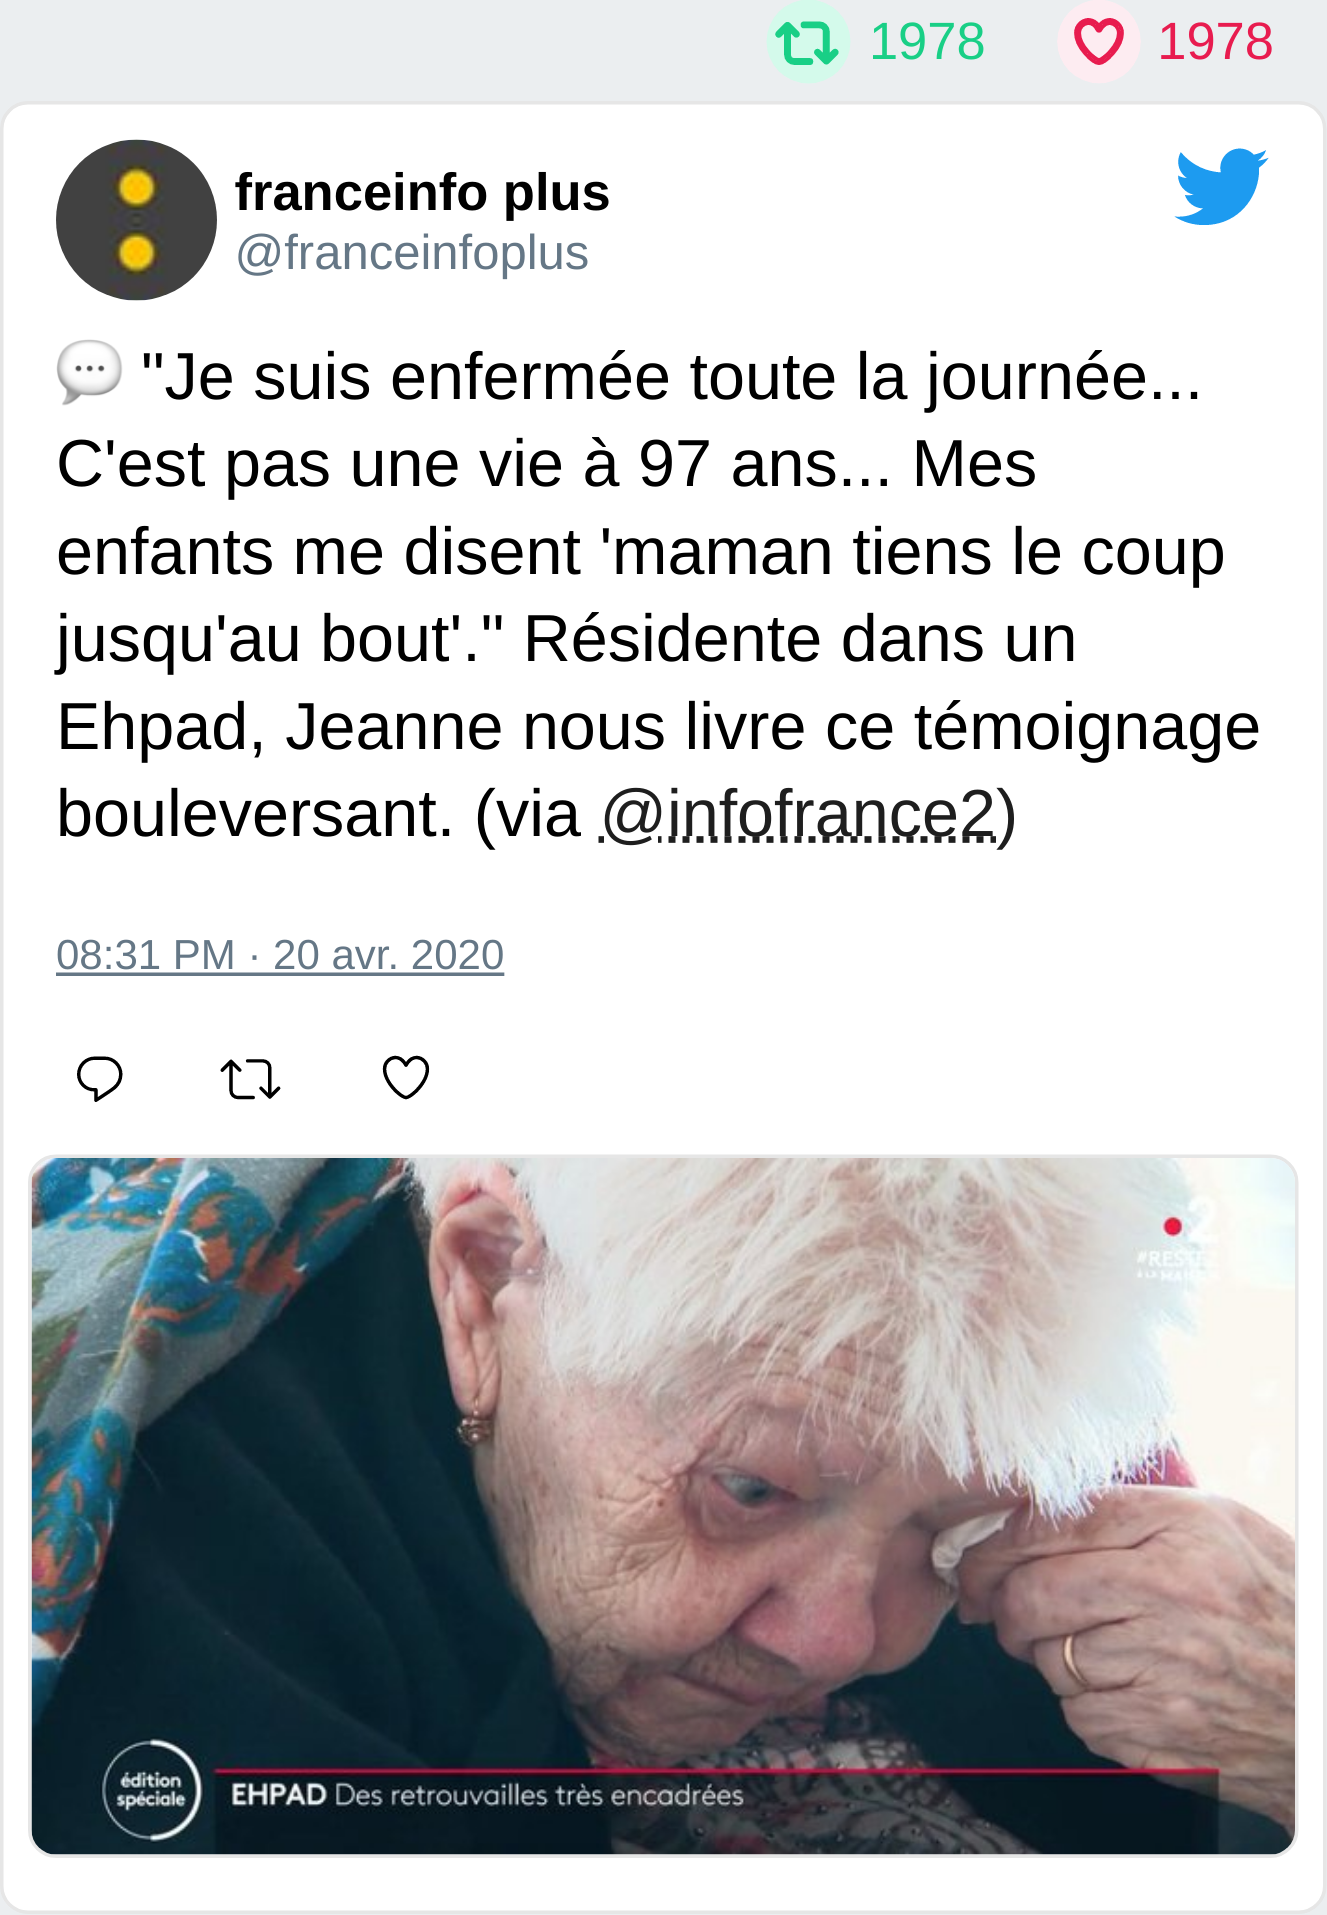 1978 1978
franceinfo plus
@franceinfoplus
💬 "Je suis enfermée toute la journée...
C'est pas une vie à 97 ans... Mes
enfants me disent 'maman tiens le coup
jusqu'au bout'." Résidente dans un
Ehpad, Jeanne nous livre ce témoignage
bouleversant. (via @infofrance2)
08:31 PM · 20 avr. 2020
2
#RESTEZ
À LA MAISON
édition
spéciale
EHPAD Des retrouvailles très encadrées